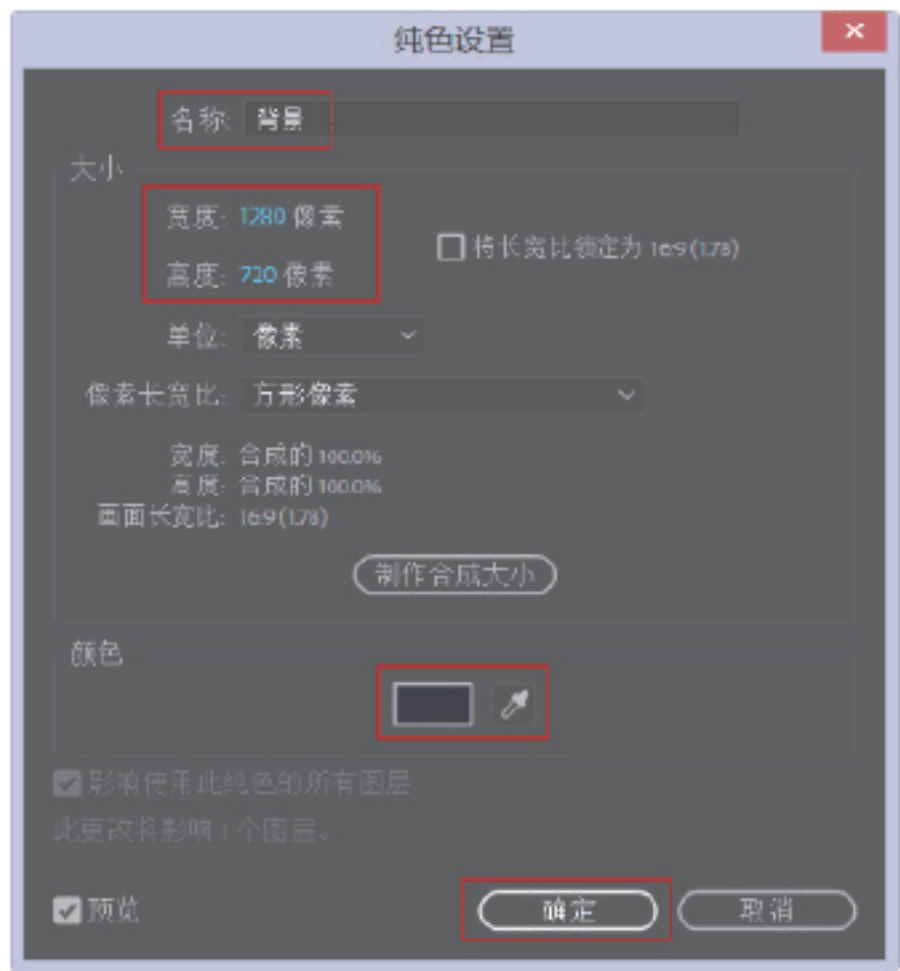 纯色设置
名称: 背景
大小
宽度: 1280 像素
高度: 720 像素
将长宽比锁定为 16:9 (1.78)
单位: 像素
像素长宽比: 方形像素
宽度: 合成的 100.0%
高度: 合成的 100.0%
画面长宽比: 16:9 (1.78)
制作合成大小
颜色
影响使用此纯色的所有图层
此更改将影响 1 个图层。
预览
确定
取消